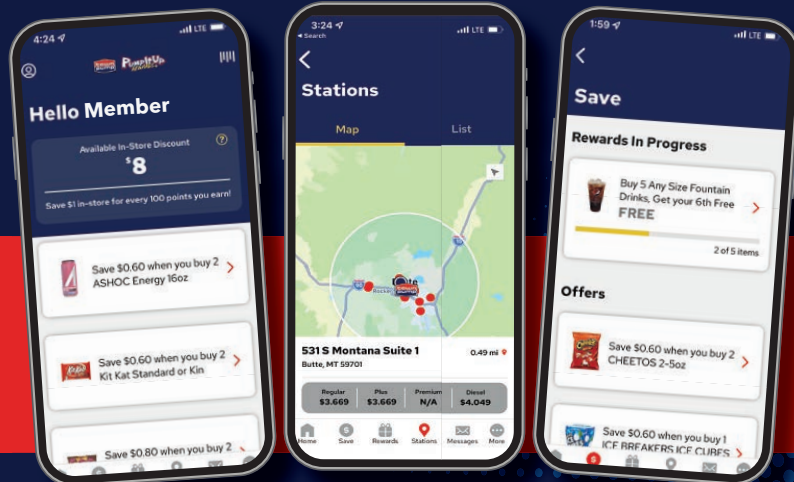 4:24
LTE
PumpItUp
REWARDS
Hello Member
Available In-Store Discount
?
$8
Save $1 in-store for every 100 points you earn!
Save $0.60 when you buy 2
ASHOC Energy 16oz
Save $0.60 when you buy 2
Kit Kat Standard or Kin
Save $0.80 when you buy 2
3:24
LTE
Search
Stations
Map
List
531 S Montana Suite 1
0.49 mi
Butte, MT 59701
Regular
Plus
Premium
Diesel
$3.669
$3.669
N/A
$4.049
Home
Save
Rewards
Stations
Messages
More
1:59
LTE
Save
Rewards In Progress
Buy 5 Any Size Fountain
Drinks, Get your 6th Free
FREE
2 of 5 items
Offers
Save $0.60 when you buy 2
CHEETOS 2-5oz
Save $0.60 when you buy 1
ICE BREAKERS ICE CUBES